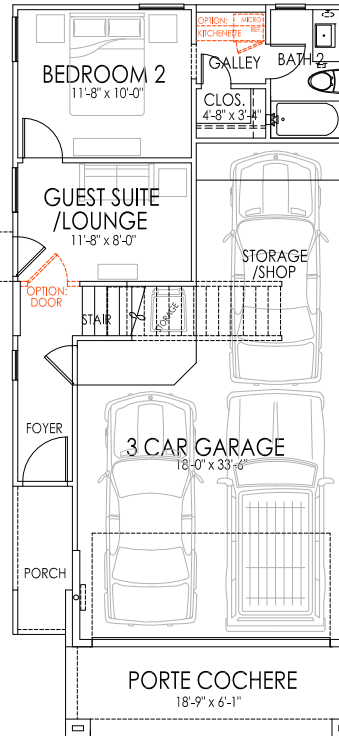 OPTION:
KITCHENETTE
MICRO
REF.
BEDROOM 2
11'-8" x 10'-0"
GALLEY
BATH 2
CLOS.
4'-8" x 3'-4"
GUEST SUITE
/LOUNGE
11'-8" x 8'-0"
STORAGE
/SHOP
OPTION:
DOOR
STAIR
STORAGE
FOYER
3 CAR GARAGE
18'-0" x 33'-6"
PORCH
PORTE COCHERE
18'-9" x 6'-1"